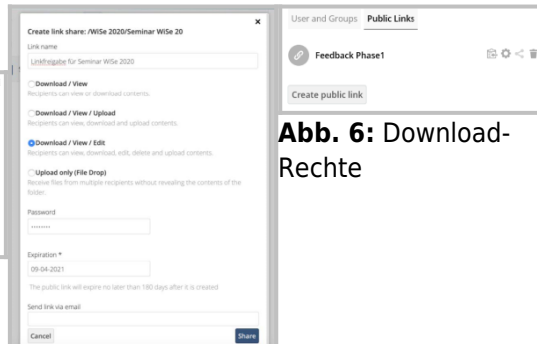 ×
Create link share: /WiSe 2020/Seminar WiSe 20
Link name
Linkfreigabe für Seminar WiSe 2020
Download / View
Recipients can view or download contents.
Download / View / Upload
Recipients can view, download and upload contents.
Download / View / Edit
Recipients can view, download, edit, delete and upload contents.
Upload only (File Drop)
Receive files from multiple recipients without revealing the contents of the
folder.
Password
••••••••
Expiration *
09-04-2021
The public link will expire no later than 180 days after it is created
Send link via email
Cancel
Share
User and Groups
Public Links
Feedback Phase1
Create public link
Abb. 6: Download-
Rechte